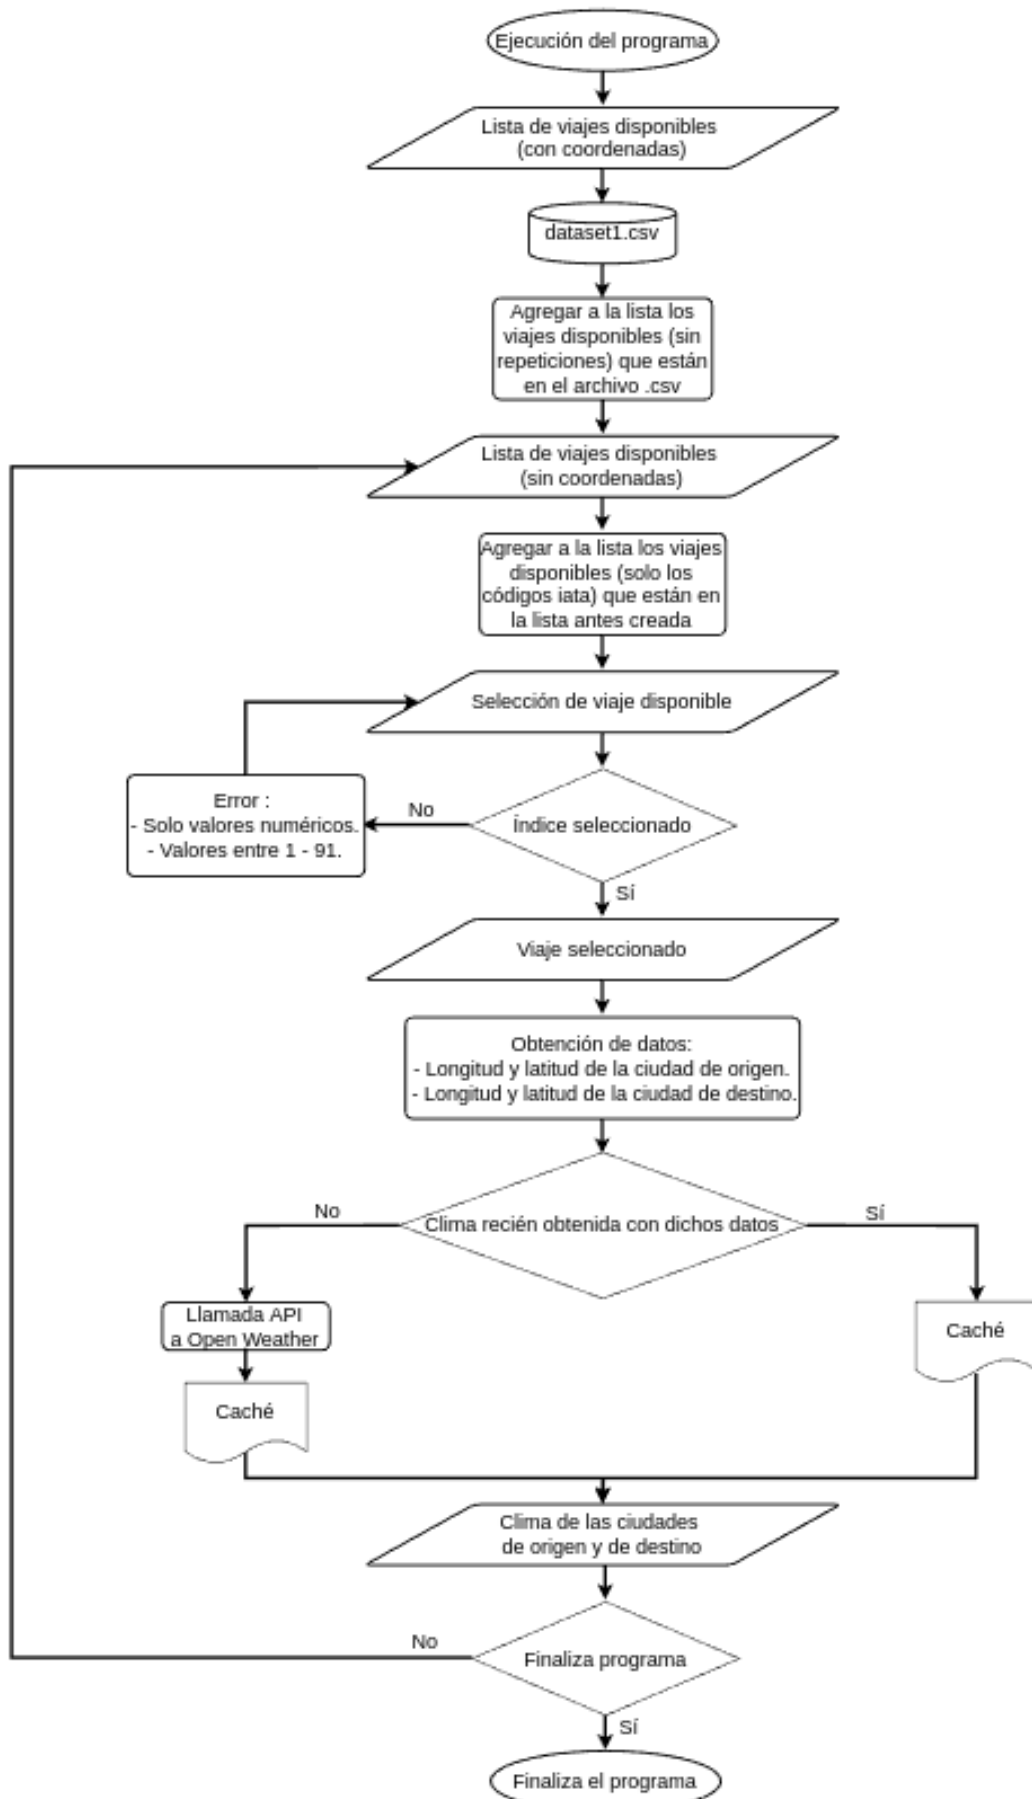 Ejecución del programa
Lista de viajes disponibles
(con coordenadas)
dataset1.csv
Agregar a la lista los
viajes disponibles (sin
repeticiones) que están
en el archivo .csv
Lista de viajes disponibles
(sin coordenadas)
Agregar a la lista los viajes
disponibles (solo los
códigos iata) que están en
la lista antes creada
Selección de viaje disponible
Error :
- Solo valores numéricos.
- Valores entre 1 - 91.
No
Índice seleccionado
Sí
Viaje seleccionado
Obtención de datos:
- Longitud y latitud de la ciudad de origen.
- Longitud y latitud de la ciudad de destino.
No
Clima recién obtenida con dichos datos
Sí
Llamada API
a Open Weather
Caché
Caché
Clima de las ciudades
de origen y de destino
No
Finaliza programa
Sí
Finaliza el programa